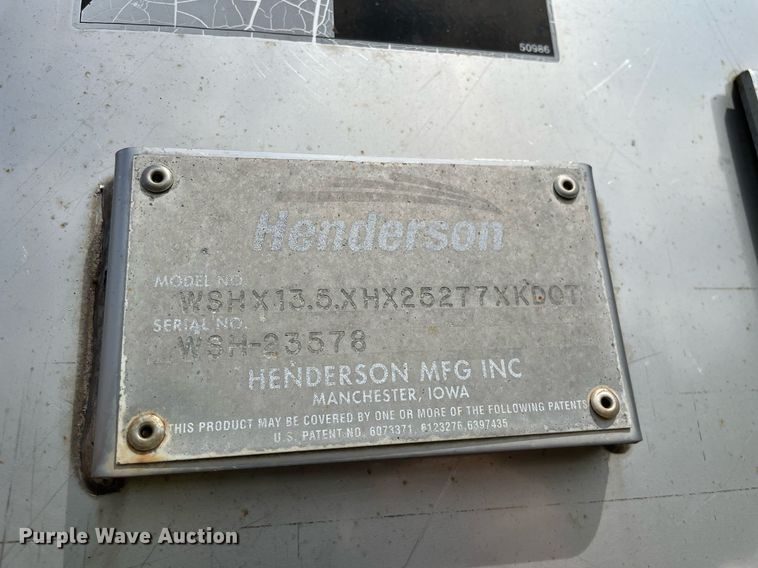 50986
Henderson
MODEL NO.
WSHX13.5XHX25277XKDOT
SERIAL NO.
WSH-23578
HENDERSON MFG INC
MANCHESTER, IOWA
THIS PRODUCT MAY BE COVERED BY ONE OR MORE OF THE FOLLOWING PATENTS
U.S. PATENT NO. 6073371, 6123276, 6397435
Purple Wave Auction